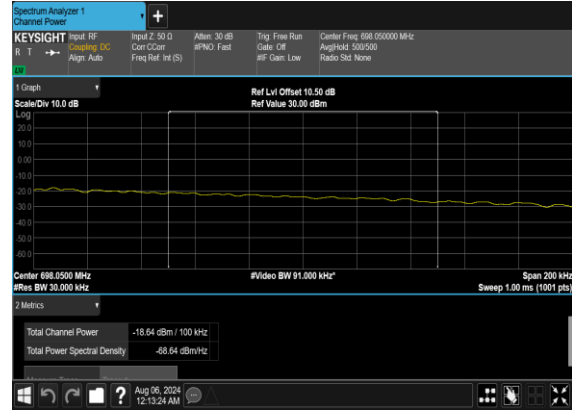 Spectrum Analyzer 1
Channel Power
KEYSIGHT
R T
LXI
Input: RF
Coupling: DC
Align: Auto
Input Z: 50 Ω
Corr CCorr
Freq Ref: Int (S)
Atten: 30 dB
#PNO: Fast
Trig: Free Run
Gate: Off
#IF Gain: Low
Center Freq: 698.050000 MHz
Avg|Hold: 500/500
Radio Std: None
1 Graph
Scale/Div 10.0 dB
Ref Lvl Offset 10.50 dB
Ref Value 30.00 dBm
Log
20.0
10.0
0.00
-10.0
-20.0
-30.0
-40.0
-50.0
-60.0
Center 698.0500 MHz
#Res BW 30.000 kHz
#Video BW 91.000 kHz*
Span 200 kHz
Sweep 1.00 ms (1001 pts)
2 Metrics
Total Channel Power -18.64 dBm / 100 kHz
Total Power Spectral Density -68.64 dBm/Hz
?
Aug 06, 2024
12:13:24 AM